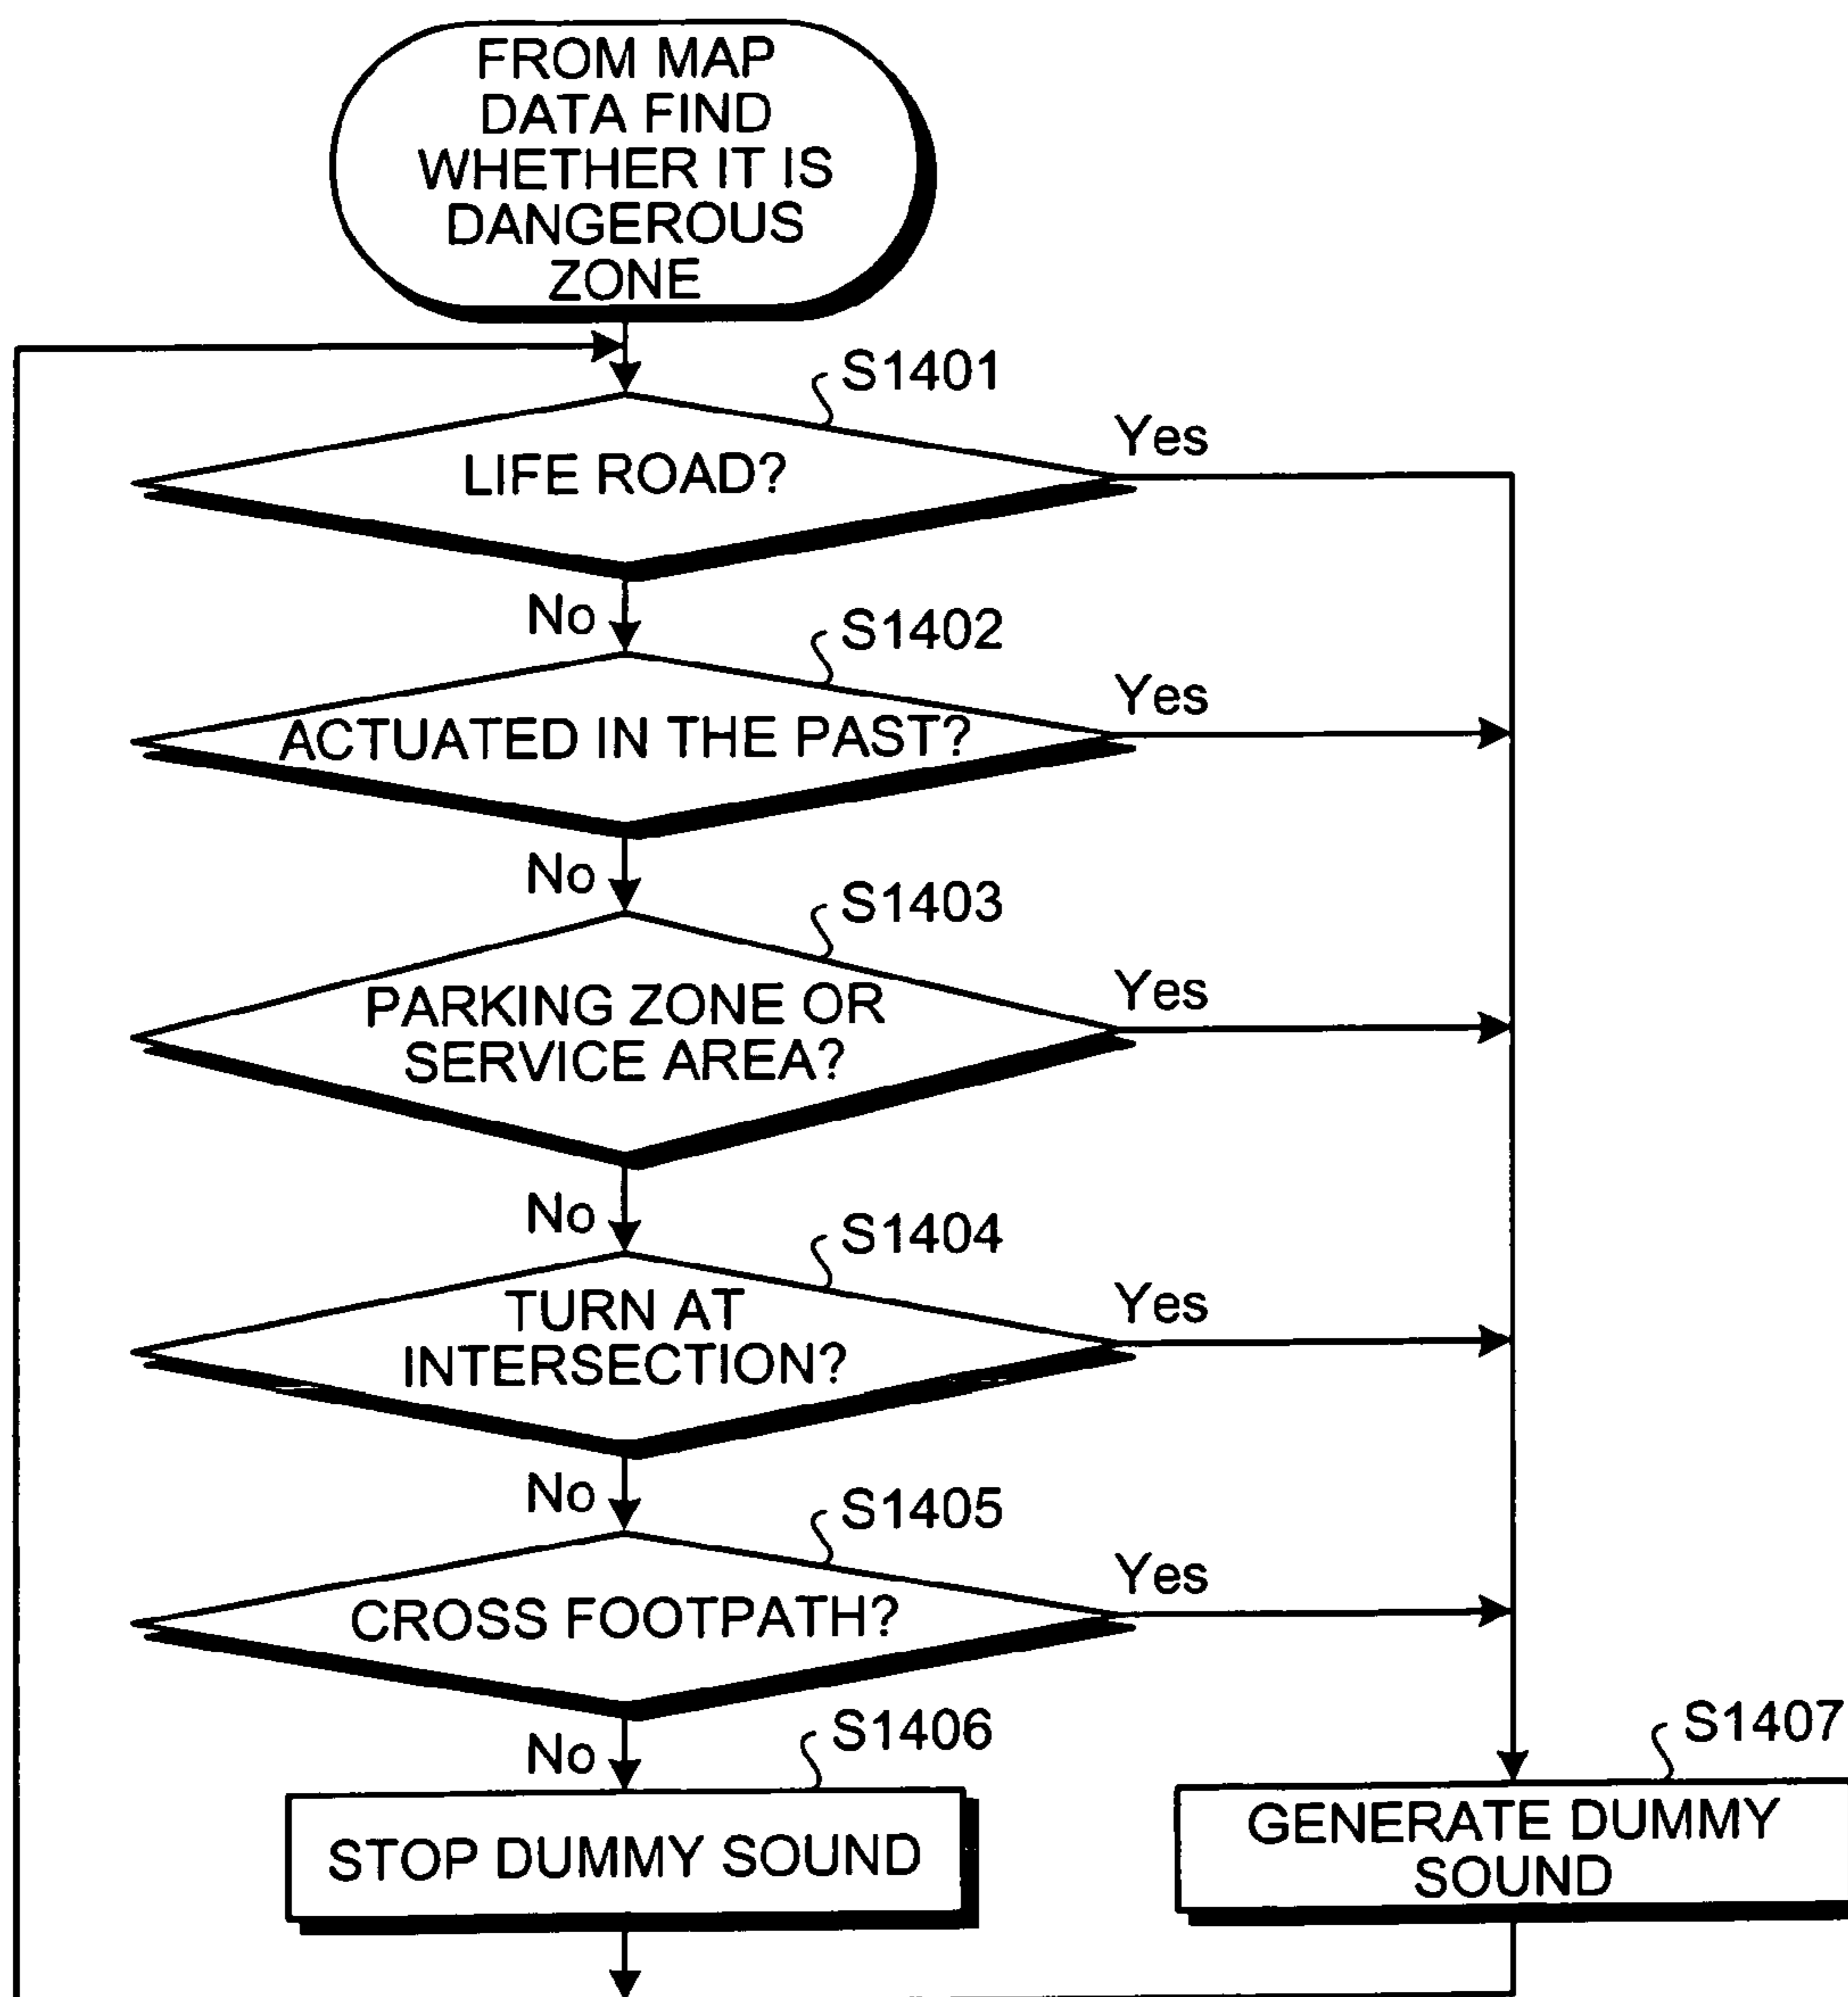 FROM MAP
DATA FIND
WHETHER IT IS
DANGEROUS
ZONE
S1401
LIFE ROAD?
Yes
No
S1402
ACTUATED IN THE PAST?
Yes
No
S1403
PARKING ZONE OR
SERVICE AREA?
Yes
No
S1404
TURN AT
INTERSECTION?
Yes
No
S1405
CROSS FOOTPATH?
Yes
No
S1406
STOP DUMMY SOUND
S1407
GENERATE DUMMY
SOUND